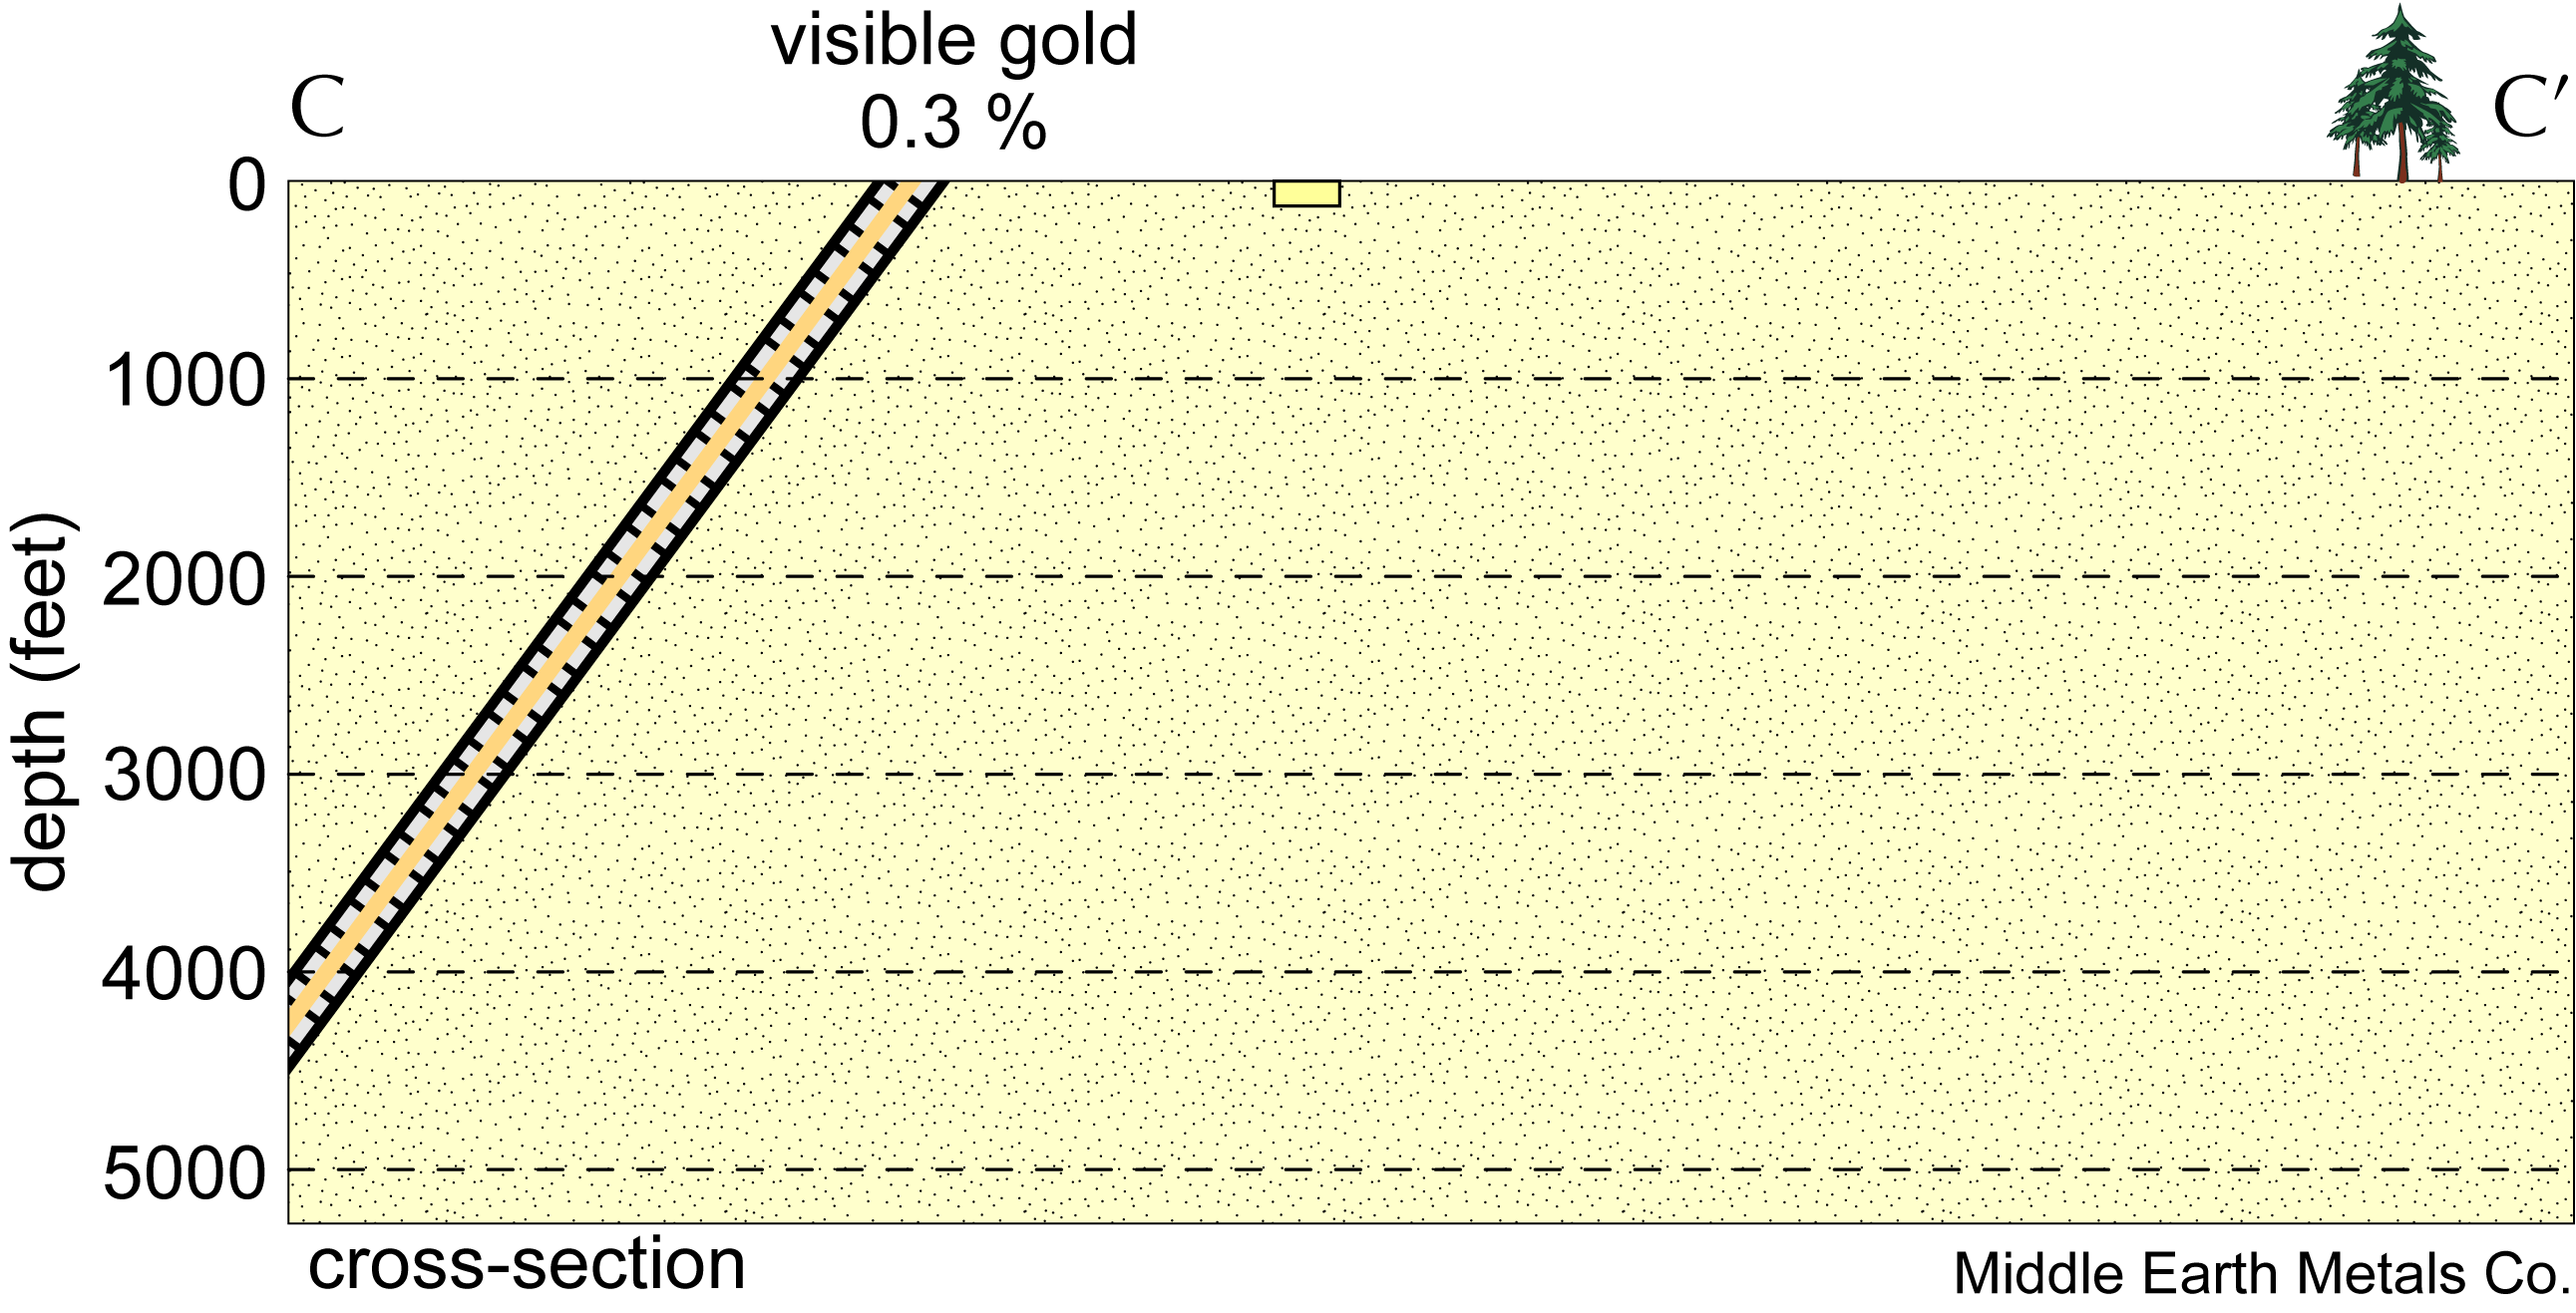 visible gold
C
0.3 %
C′
0
1000
2000
3000
4000
5000
depth (feet)
cross-section
Middle Earth Metals Co.